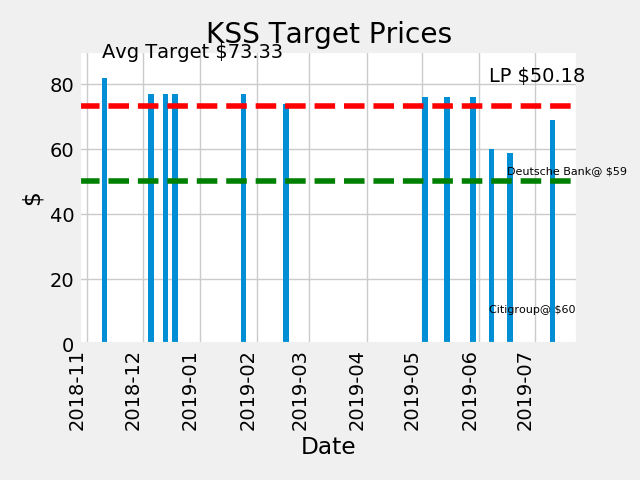 KSS Target Prices
Avg Target $73.33
LP $50.18
80
60
Deutsche Bank@ $59
40
$
20
Citigroup@ $60
0
2018-11
2018-12
2019-01
2019-02
2019-03
2019-04
2019-05
2019-06
2019-07
Date